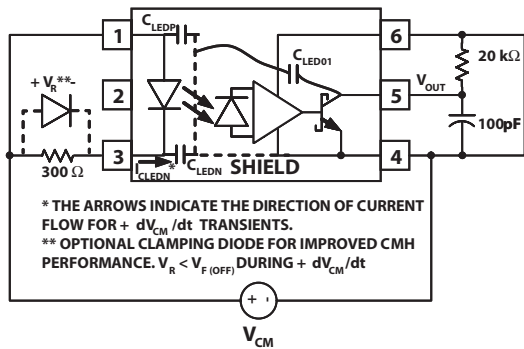 1
C LEDP
6
20 kΩ
C LED01
+ V R **-
2
5
V OUT
100pF
3
*
4
300 Ω
I CLEDN
C LEDN
SHIELD
* THE ARROWS INDICATE THE DIRECTION OF CURRENT
FLOW FOR + dV CM /dt TRANSIENTS.
** OPTIONAL CLAMPING DIODE FOR IMPROVED CMH
PERFORMANCE. V R < V F (OFF) DURING + dV CM /dt
+ -
V CM